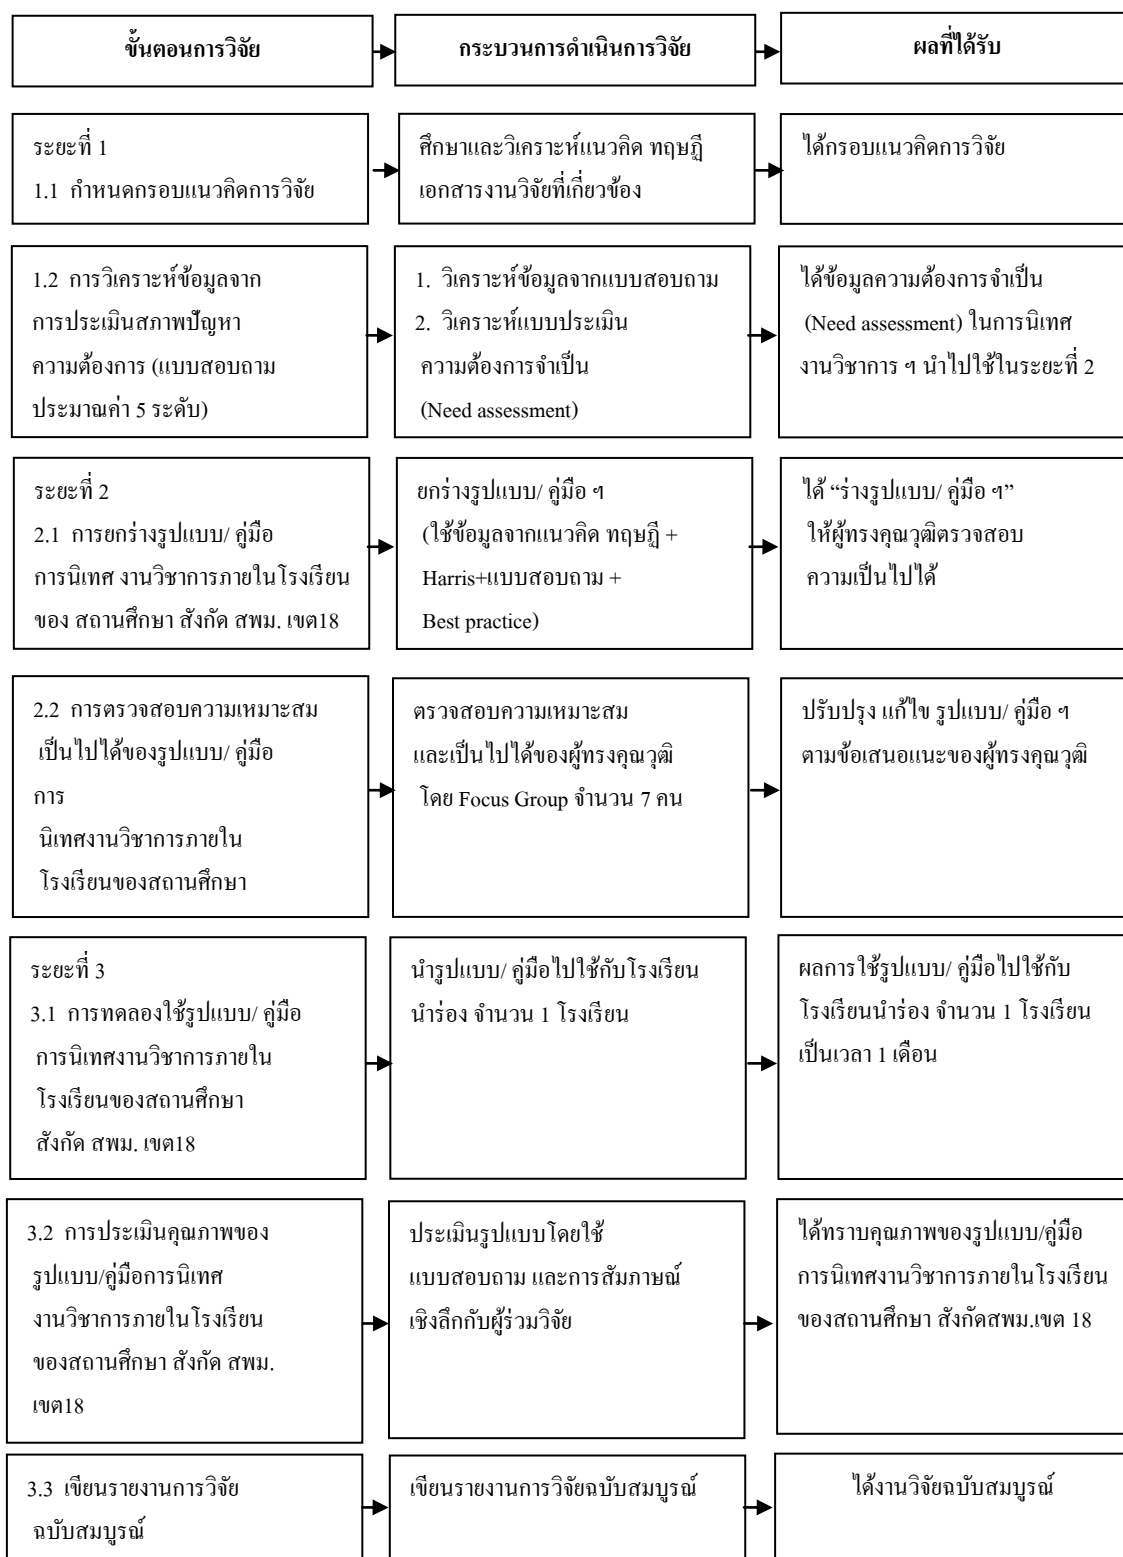 ขั้นตอนการวิจัย
กระบวนการดำเนินการวิจัย
ผลที่ได้รับ
ระยะที่ 1
1.1 กำหนดกรอบแนวคิดการวิจัย
ศึกษาและวิเคราะห์แนวคิด ทฤษฎี
เอกสารงานวิจัยที่เกี่ยวข้อง
ได้กรอบแนวคิดการวิจัย
1.2 การวิเคราะห์ข้อมูลจาก
การประเมินสภาพปัญหา
ความต้องการ (แบบสอบถาม
ประมาณค่า 5 ระดับ)
1. วิเคราะห์ข้อมูลจากแบบสอบถาม
2. วิเคราะห์แบบประเมิน
ความต้องการจำเป็น
(Need assessment)
ได้ข้อมูลความต้องการจำเป็น
(Need assessment) ในการนิเทศ
งานวิชาการ ฯ นำไปใช้ในระยะที่ 2
ระยะที่ 2
2.1 การยกร่างรูปแบบ/ คู่มือ
การนิเทศ งานวิชาการภายในโรงเรียน
ของ สถานศึกษา สังกัด สพม. เขต18
ยกร่างรูปแบบ/ คู่มือ ฯ
(ใช้ข้อมูลจากแนวคิด ทฤษฎี +
Harris+แบบสอบถาม +
Best practice)
ได้ “ร่างรูปแบบ/ คู่มือ ฯ”
ให้ผู้ทรงคุณวุฒิตรวจสอบ
ความเป็นไปได้
2.2 การตรวจสอบความเหมาะสม
เป็นไปได้ของรูปแบบ/ คู่มือ
การ
นิเทศงานวิชาการภายใน
โรงเรียนของสถานศึกษา
ตรวจสอบความเหมาะสม
และเป็นไปได้ของผู้ทรงคุณวุฒิ
โดย Focus Group จำนวน 7 คน
ปรับปรุง แก้ไข รูปแบบ/ คู่มือ ฯ
ตามข้อเสนอแนะของผู้ทรงคุณวุฒิ
ระยะที่ 3
3.1 การทดลองใช้รูปแบบ/ คู่มือ
การนิเทศงานวิชาการภายใน
โรงเรียนของสถานศึกษา
สังกัด สพม. เขต18
นำรูปแบบ/ คู่มือไปใช้กับโรงเรียน
นำร่อง จำนวน 1 โรงเรียน
ผลการใช้รูปแบบ/ คู่มือไปใช้กับ
โรงเรียนนำร่อง จำนวน 1 โรงเรียน
เป็นเวลา 1 เดือน
3.2 การประเมินคุณภาพของ
รูปแบบ/คู่มือการนิเทศ
งานวิชาการภายในโรงเรียน
ของสถานศึกษา สังกัด สพม.
เขต18
ประเมินรูปแบบโดยใช้
แบบสอบถาม และการสัมภาษณ์
เชิงลึกกับผู้ร่วมวิจัย
ได้ทราบคุณภาพของรูปแบบ/คู่มือ
การนิเทศงานวิชาการภายในโรงเรียน
ของสถานศึกษา สังกัดสพม.เขต 18
3.3 เขียนรายงานการวิจัย
ฉบับสมบูรณ์
เขียนรายงานการวิจัยฉบับสมบูรณ์
ได้งานวิจัยฉบับสมบูรณ์